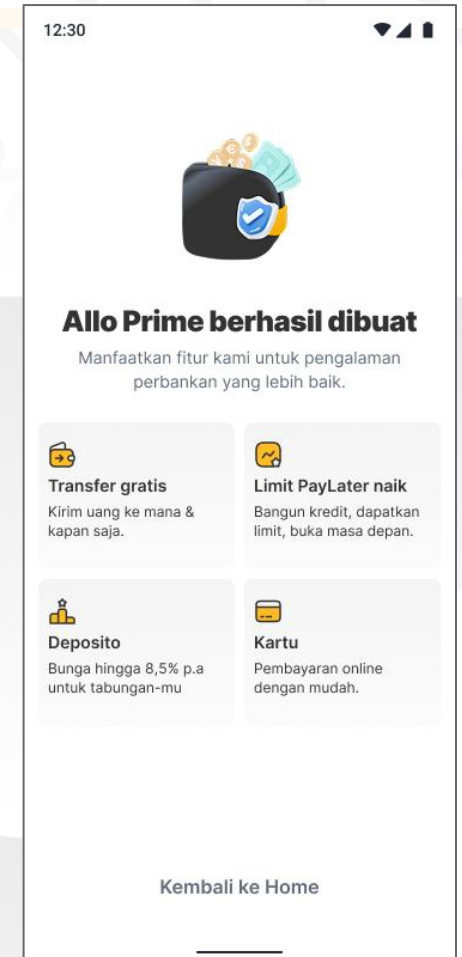 12:30
Allo Prime berhasil dibuat
Manfaatkan fitur kami untuk pengalaman
perbankan yang lebih baik.
Transfer gratis
Kirim uang ke mana &
kapan saja.
Limit PayLater naik
Bangun kredit, dapatkan
limit, buka masa depan.
Deposito
Bunga hingga 8,5% p.a
untuk tabungan-mu
Kartu
Pembayaran online
dengan mudah.
Kembali ke Home